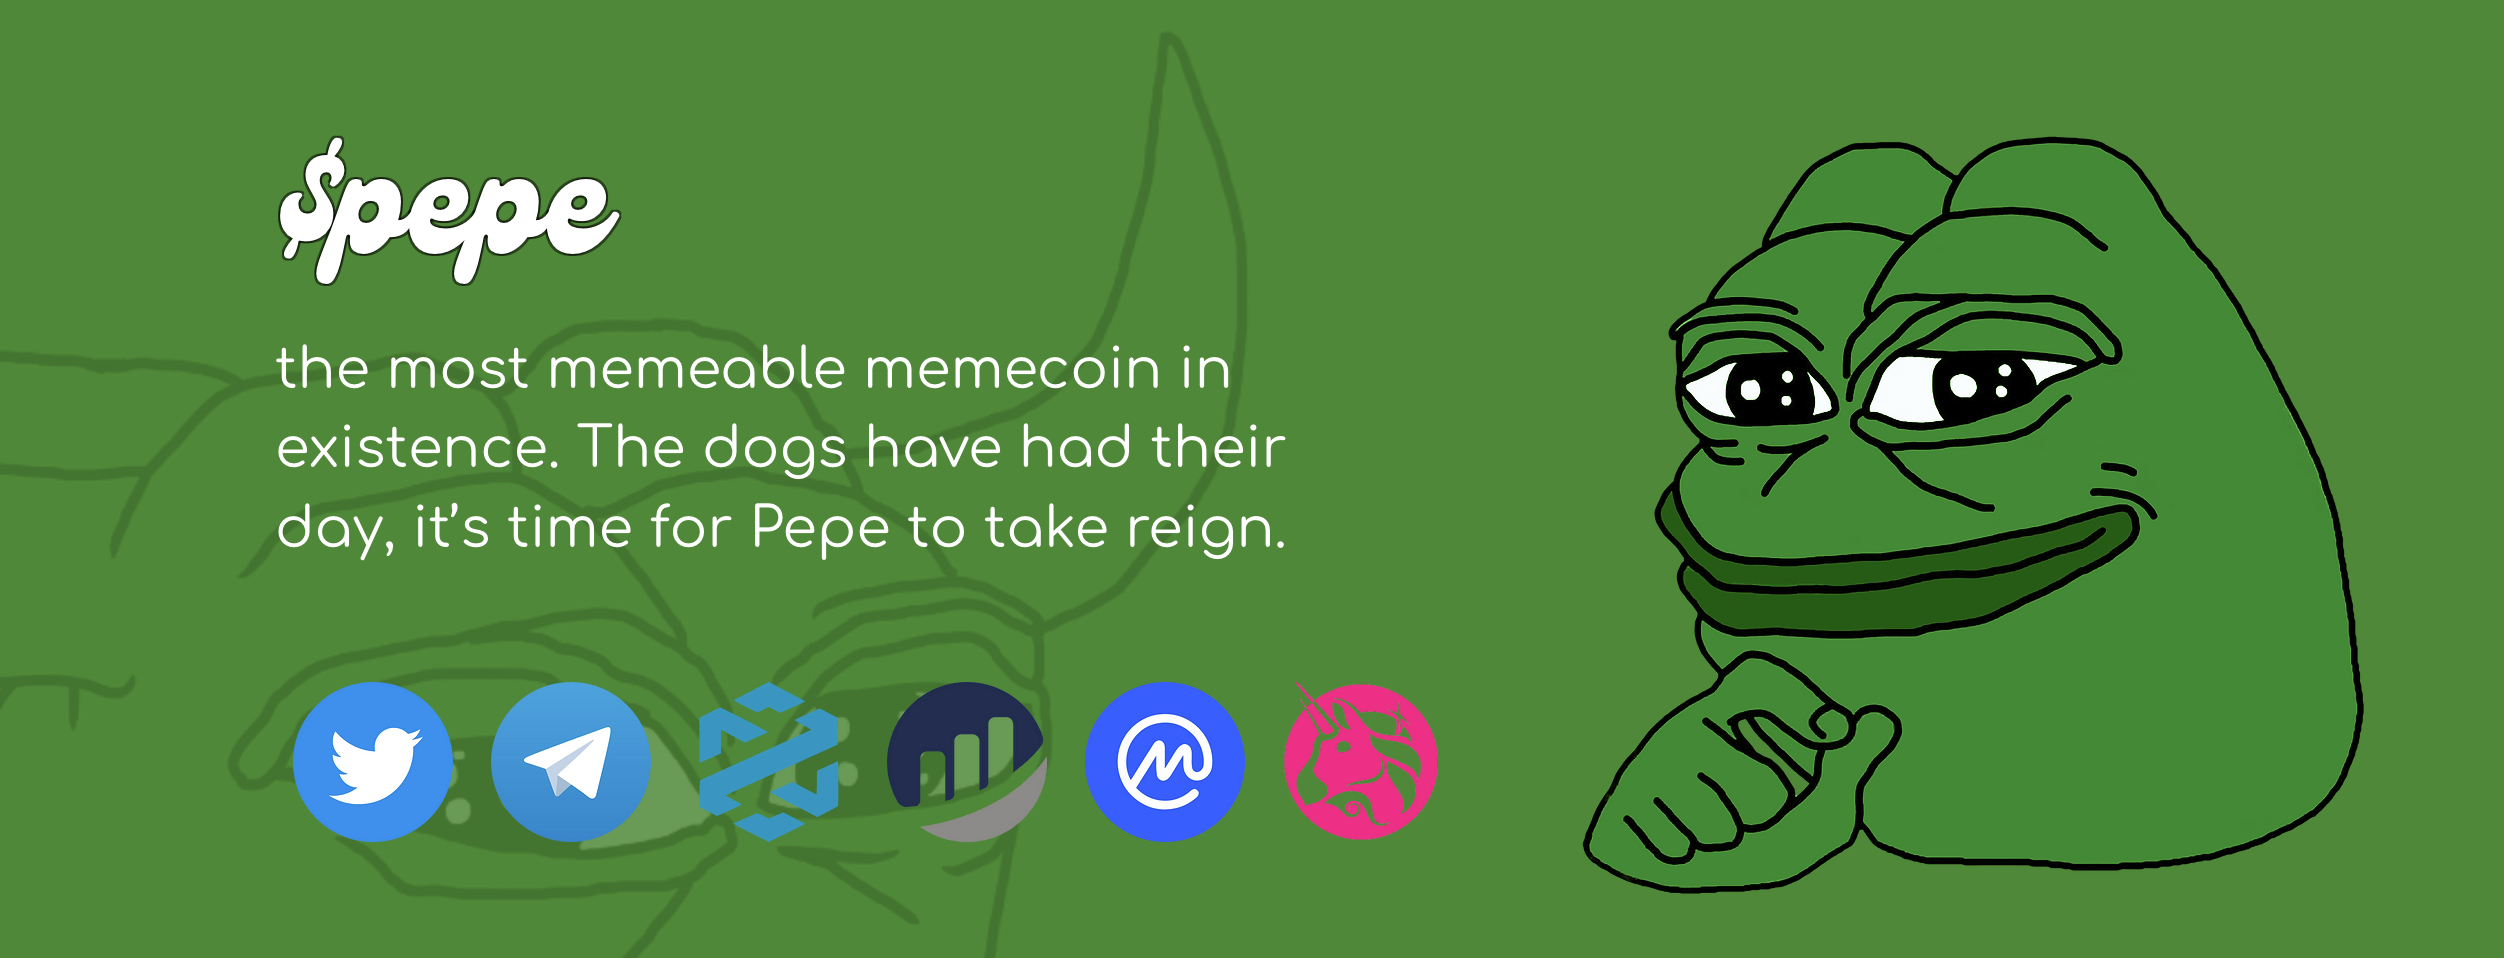 $pepe
the most memeable memecoin in
existence. The dogs have had their
day, it's time for Pepe to take reign.